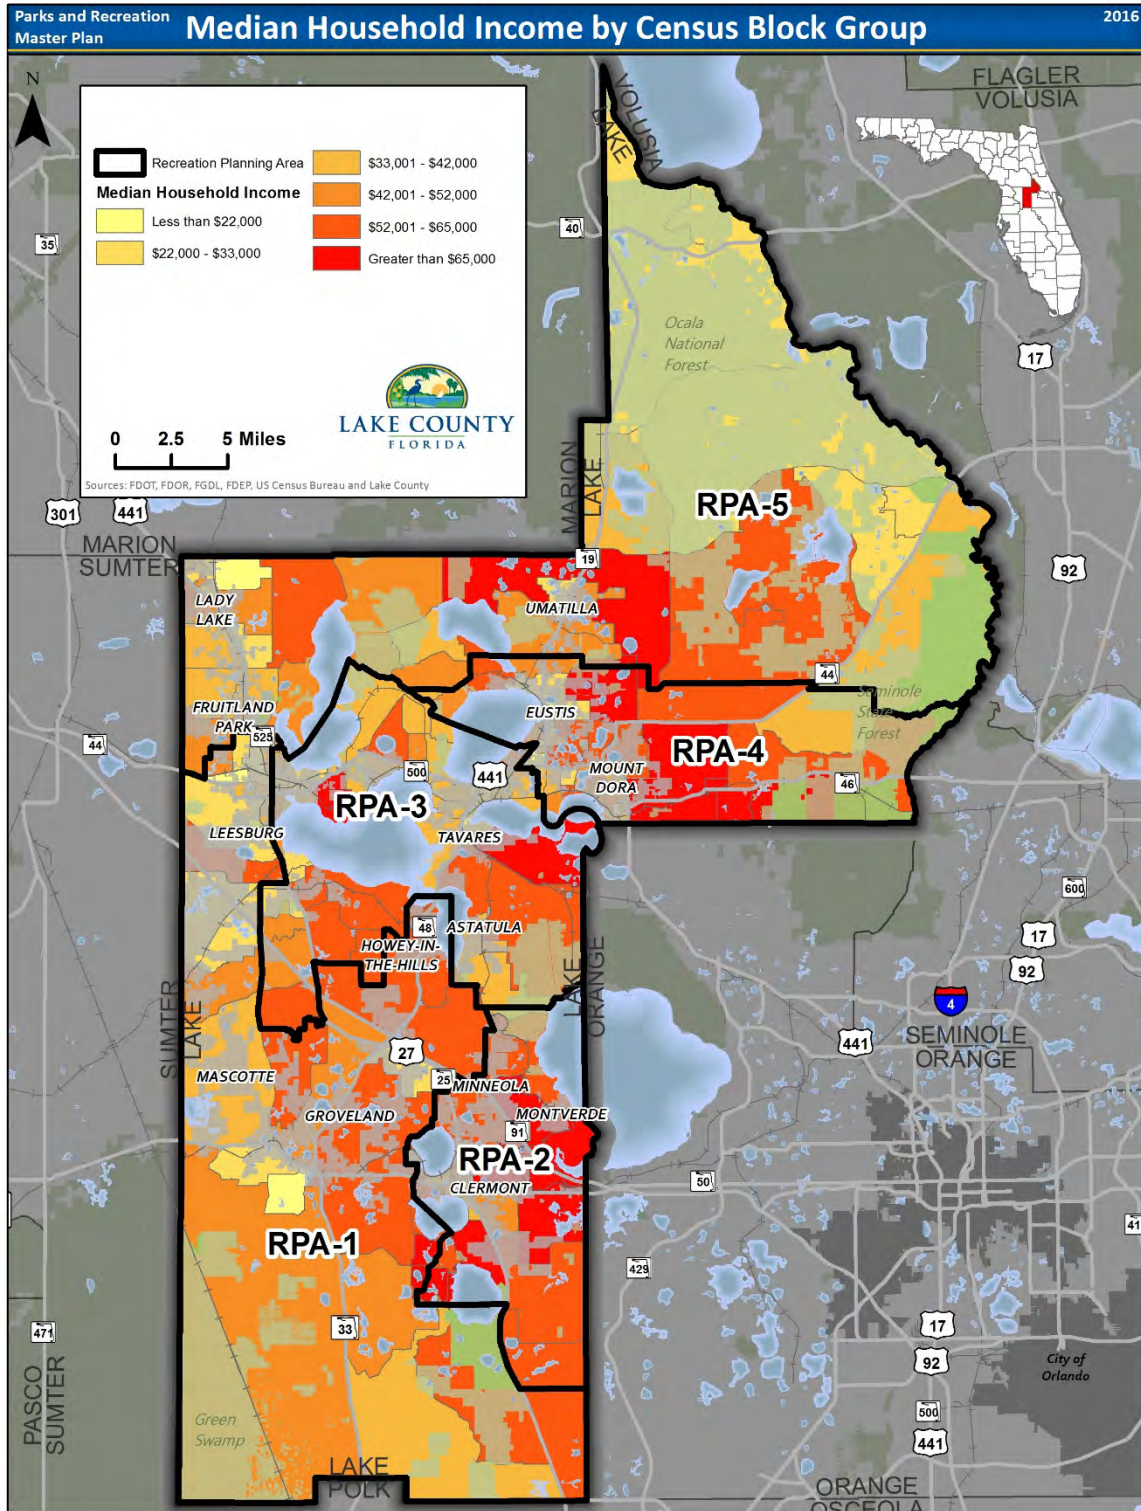 Parks and Recreation
Master Plan
Median Household Income by Census Block Group
2016
N
Recreation Planning Area
Median Household Income
Less than $22,000
$22,000 - $33,000
$33,001 - $42,000
$42,001 - $52,000
$52,001 - $65,000
Greater than $65,000
LAKE COUNTY
FLORIDA
0 2.5 5 Miles
Sources: FDOT, FDOR, FGDL, FDEP, US Census Bureau and Lake County
FLAGLER
VOLUSIA
VOLUSIA
LAKE
35
40
17
Ocala
National
Forest
MARION
LAKE
RPA-5
301
441
MARION
SUMTER
19
92
LADY
LAKE
UMATILLA
44
Seminole
State
Forest
FRUITLAND
PARK
525
EUSTIS
44
500
441
RPA-4
MOUNT
DORA
46
RPA-3
LEESBURG
TAVARES
600
48
ASTATULA
HOWEY-IN-
THE-HILLS
17
92
LAKE
ORANGE
4
SUMTER
LAKE
441
SEMINOLE
ORANGE
27
MASCOTTE
25
MINNEOLA
GROVELAND
MONTVERDE
91
RPA-2
CLERMONT
50
41
RPA-1
429
33
471
17
92
City of
Orlando
PASCO
SUMTER
500
441
Green
Swamp
LAKE
POLK
ORANGE
OSCEOLA